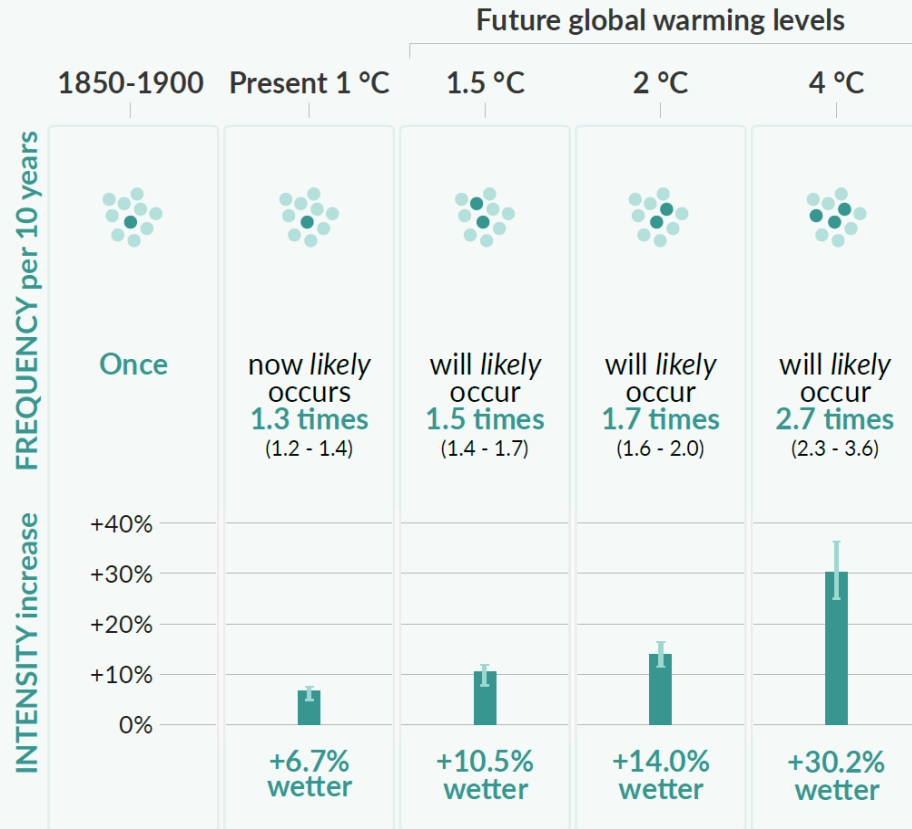 Future global warming levels
1850-1900
Present 1 °C
1.5 °C
2 °C
4 °C
FREQUENCY per 10 years
Once
now likely
occurs
1.3 times
(1.2 - 1.4)
will likely
occur
1.5 times
(1.4 - 1.7)
will likely
occur
1.7 times
(1.6 - 2.0)
will likely
occur
2.7 times
(2.3 - 3.6)
INTENSITY increase
+40%
+30%
+20%
+10%
0%
+6.7%
wetter
+10.5%
wetter
+14.0%
wetter
+30.2%
wetter